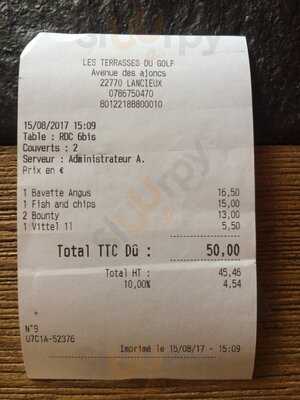 LES TERRASSES DU GOLF
Avenue des ajoncs
22770 LANCIEUX
0786750470
80122188800010
15/08/2017 15:09
Table : RDC 6bis
Couverts : 2
Serveur : Administrateur A.
Prix en €
1 Bavette Angus 16,50
1 Fish and chips 15,00
2 Bounty 13,00
1 Vittel 1l 5,50
Total TTC Dû : 50,00
Total HT : 45,46
10,00% 4,54
N°9
U7C1A-52376
Imprimé le 15/08/17 - 15:09